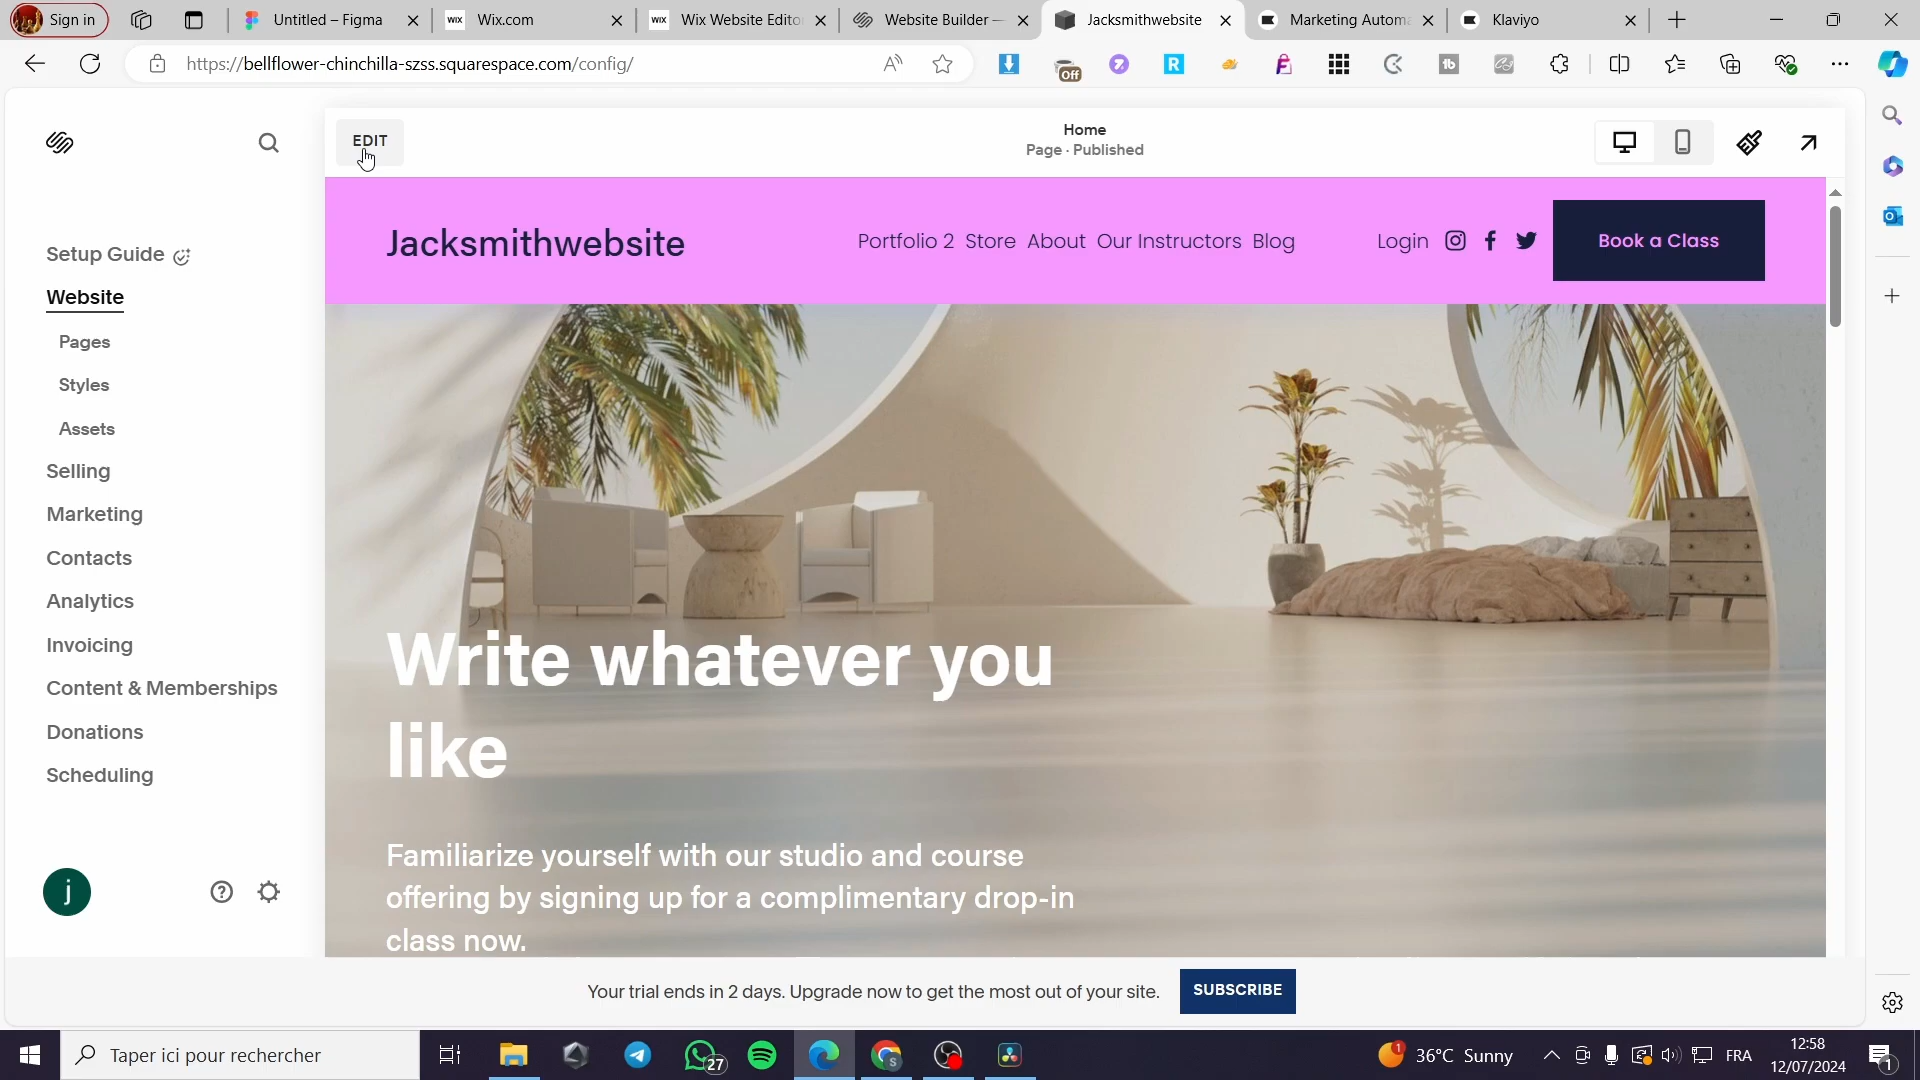 Sign in
Untitled – Figma
WIX
Wix.com
WIX
Wix Website Edito
Website Builder —
Jacksmithwebsite
Marketing Autom
Klaviyo
https://bellflower-chinchilla-szss.squarespace.com/config/
Off
EDIT
Home
Page · Published
Setup Guide
Website
Pages
Styles
Assets
Selling
Marketing
Contacts
Analytics
Invoicing
Content & Memberships
Donations
Scheduling
j
Jacksmithwebsite
Portfolio 2 Store About Our Instructors Blog
Login
Book a Class
Write whatever you
like
Familiarize yourself with our studio and course
offering by signing up for a complimentary drop-in
class now.
Your trial ends in 2 days. Upgrade now to get the most out of your site.
SUBSCRIBE
Taper ici pour rechercher
27
S
1
36°C Sunny
FRA
12:58
12/07/2024
1